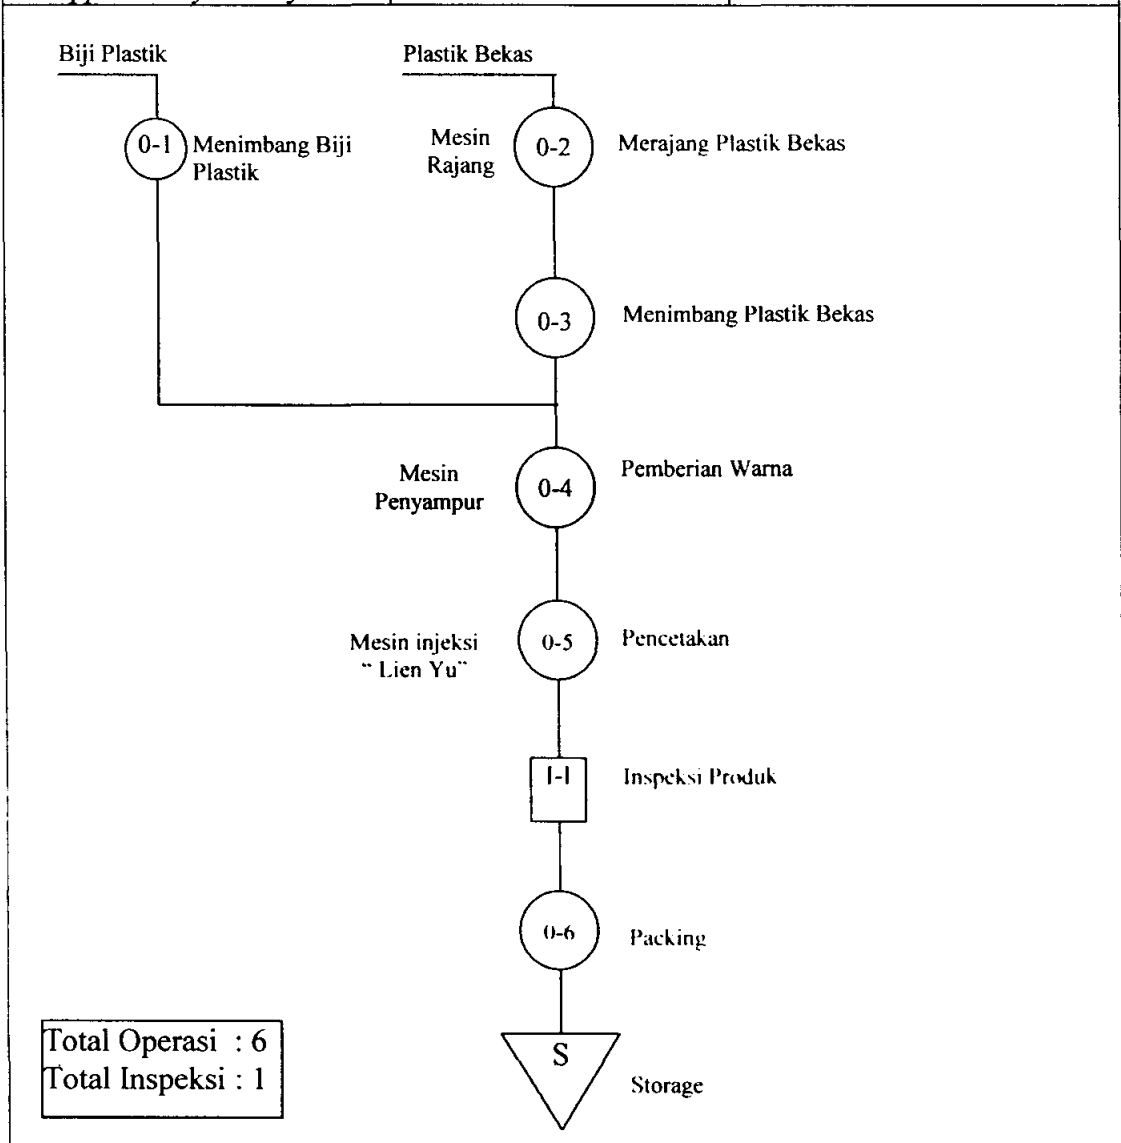 Biji Plastik
Plastik Bekas
0-1
Menimbang Biji
Plastik
Mesin
Rajang
0-2
Merajang Plastik Bekas
0-3
Menimbang Plastik Bekas
Mesin
Penyampur
0-4
Pemberian Warna
Mesin injeksi
“ Lien Yu”
0-5
Pencetakan
I-I
Inspeksi Produk
0-6
Packing
S
Storage
Total Operasi : 6
Total Inspeksi : 1